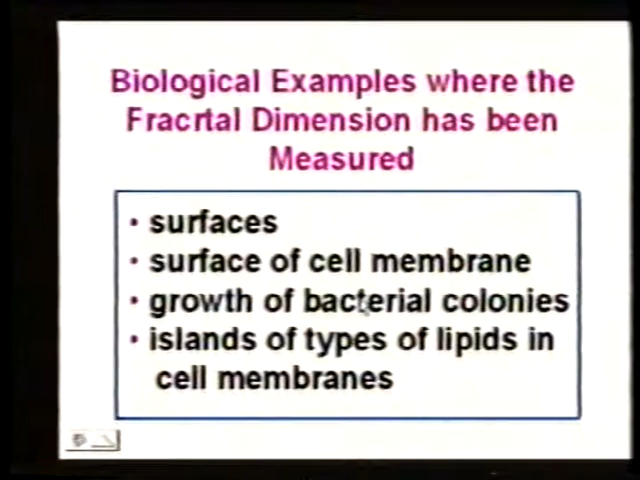 Biological Examples where the
Fracrtal Dimension has been
Measured
• surfaces
• surface of cell membrane
• growth of bacterial colonies
• islands of types of lipids in
cell membranes